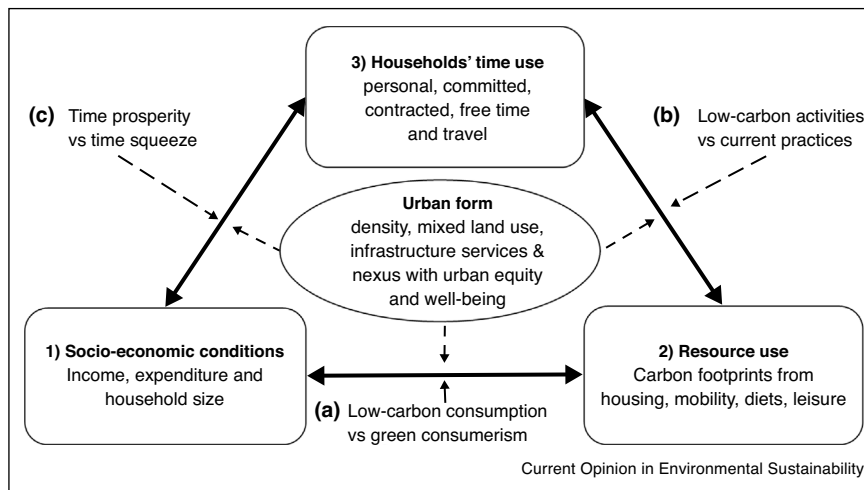 3) Households’ time use
personal, committed,
contracted, free time
and travel
(c) Time prosperity
vs time squeeze
(b) Low-carbon activities
vs current practices
Urban form
density, mixed land use,
infrastructure services &
nexus with urban equity
and well-being
1) Socio-economic conditions
Income, expenditure and
household size
2) Resource use
Carbon footprints from
housing, mobility, diets, leisure
(a) Low-carbon consumption
vs green consumerism
Current Opinion in Environmental Sustainability